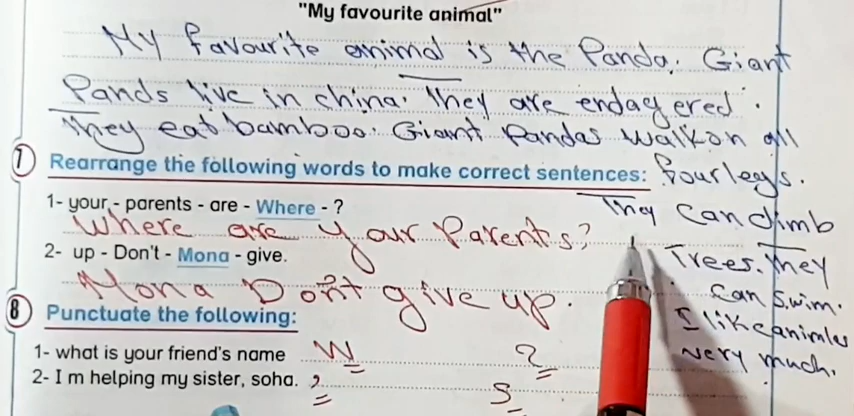 "My favourite animal"
My favourite animal is the Panda. Giant
Pands live in china. They are endagered.
They eat bamboo. Giant Pandas walk on all
four legs.
They can climb
Trees. They
can swim.
I like animles
very much.
7 Rearrange the following words to make correct sentences:
1- your - parents - are - Where - ?
Where are your Parents?
2- up - Don't - Mona - give.
Mona Don't give up.
8 Punctuate the following:
1- what is your friend's name W ?
2- I m helping my sister, soha. ' S